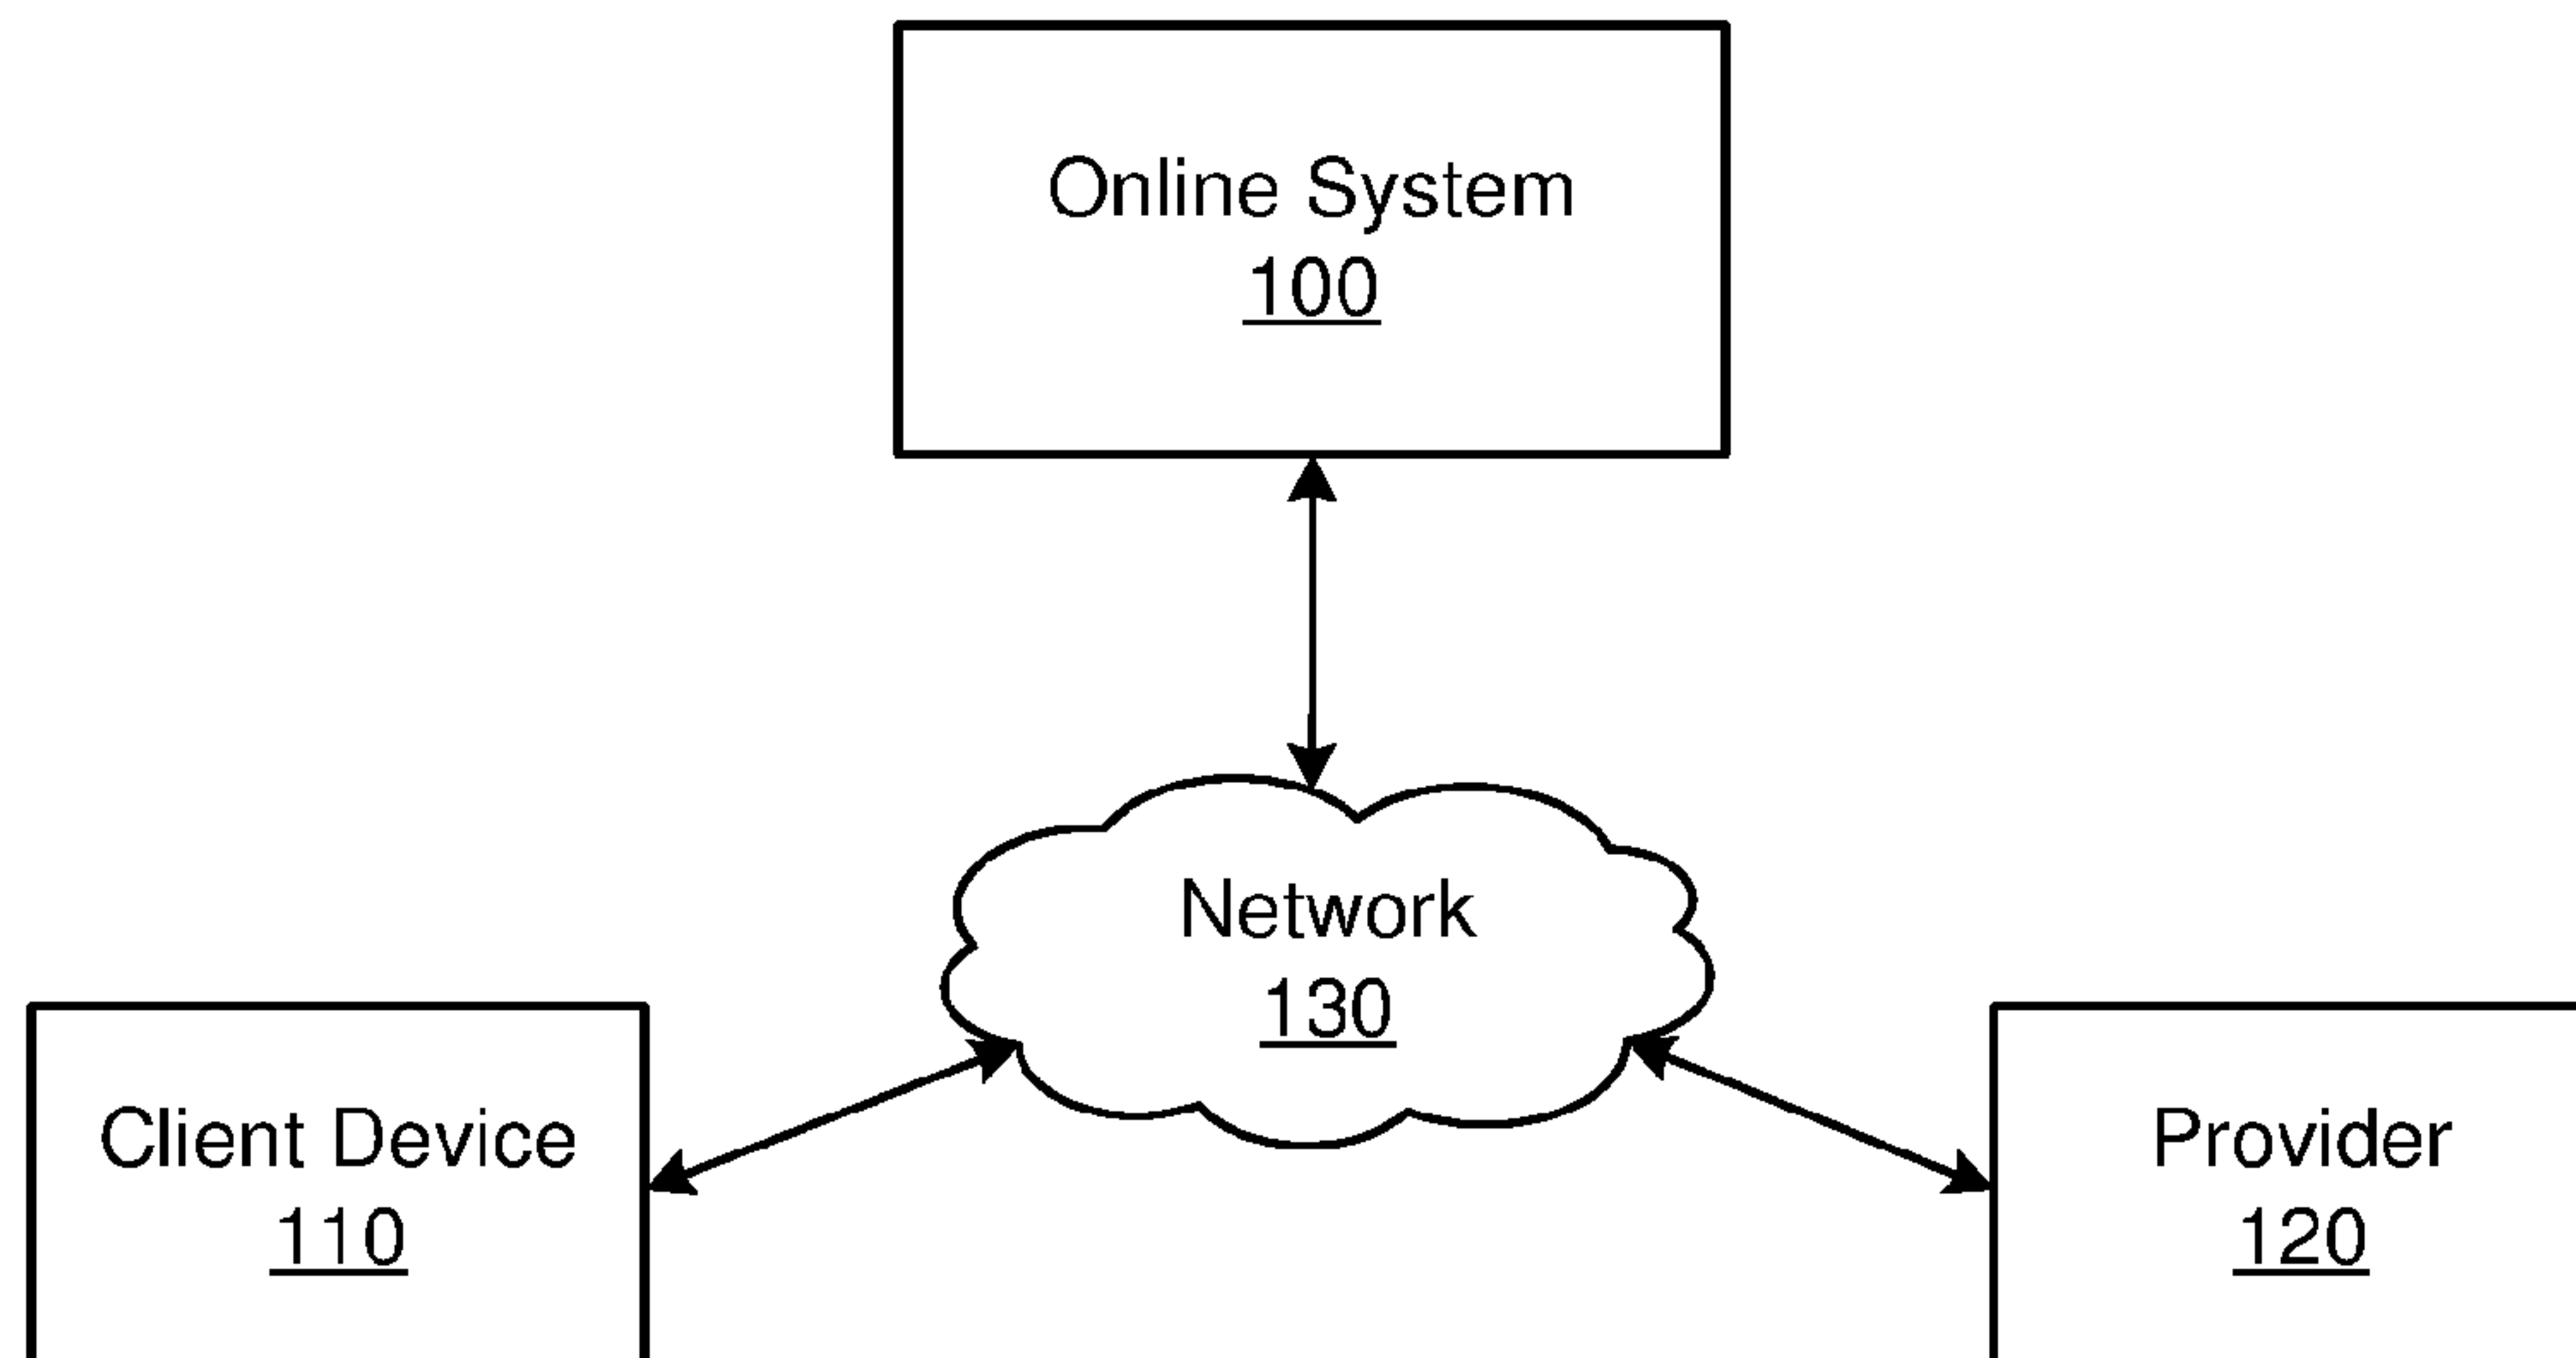 Online System
100
Network
130
Client Device
110
Provider
120